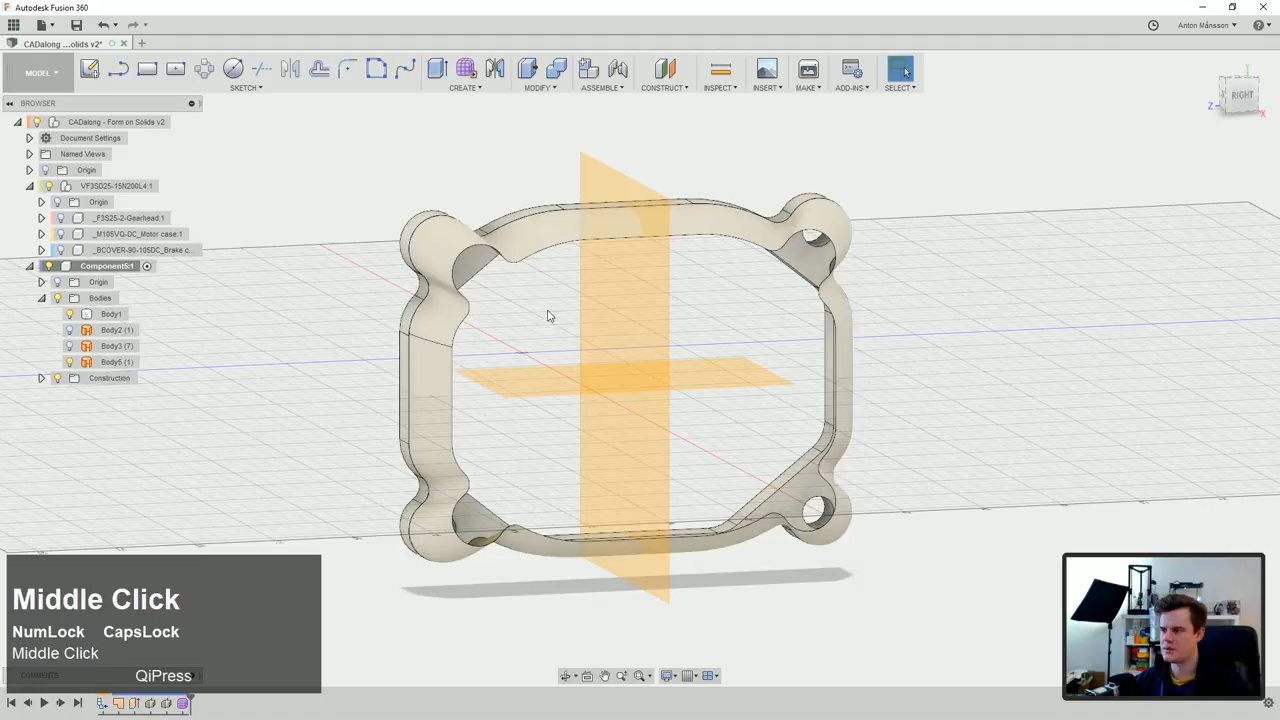 Autodesk Fusion 360
Anton Månsson
CADalong ...olids v2*
MODEL
SKETCH
CREATE
MODIFY
ASSEMBLE
CONSTRUCT
INSPECT
INSERT
MAKE
ADD-INS
SELECT
BROWSER
CADalong - Form on Solids v2
Document Settings
Named Views
Origin
VF3SD25-15N200L4:1
Origin
_F3S25-2-Gearhead:1
_M105VQ-DC_Motor case:1
_BCOVER-90-105DC_Brake c...
Component5:1
Origin
Bodies
Body1
Body2 (1)
Body3 (7)
Body5 (1)
Construction
RIGHT
Z
X
Middle Click
NumLock CapsLock
Middle Click
QiPress
COMMENTS